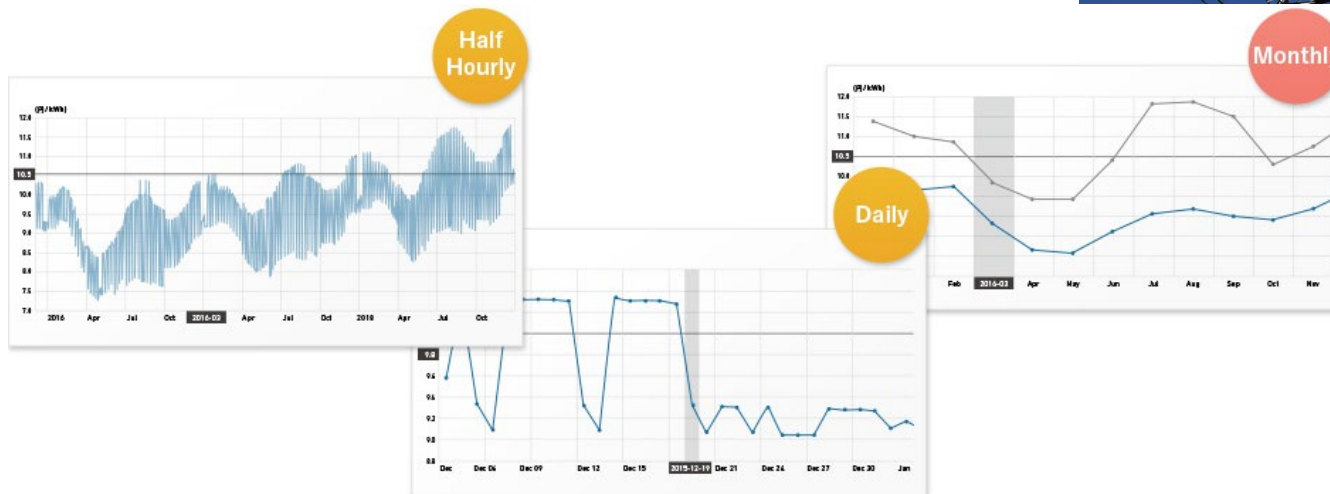 Half
Hourly
(円/kWh)
12.0
11.5
11.0
10.5
10.0
9.5
9.0
8.5
8.0
7.5
7.0
2016 Apr Jul Oct 2016-03 Apr Jul Oct 2018 Apr Jul Oct
Daily
9.8
9.6
9.4
9.2
9.0
8.8
Dec Dec 06 Dec 09 Dec 12 Dec 15 2015-12-19 Dec 21 Dec 24 Dec 27 Dec 30 Jan
Monthl
(円/kWh)
12.0
11.5
11.0
10.5
10.0
Feb 2016-03 Apr May Jun Jul Aug Sep Oct Nov